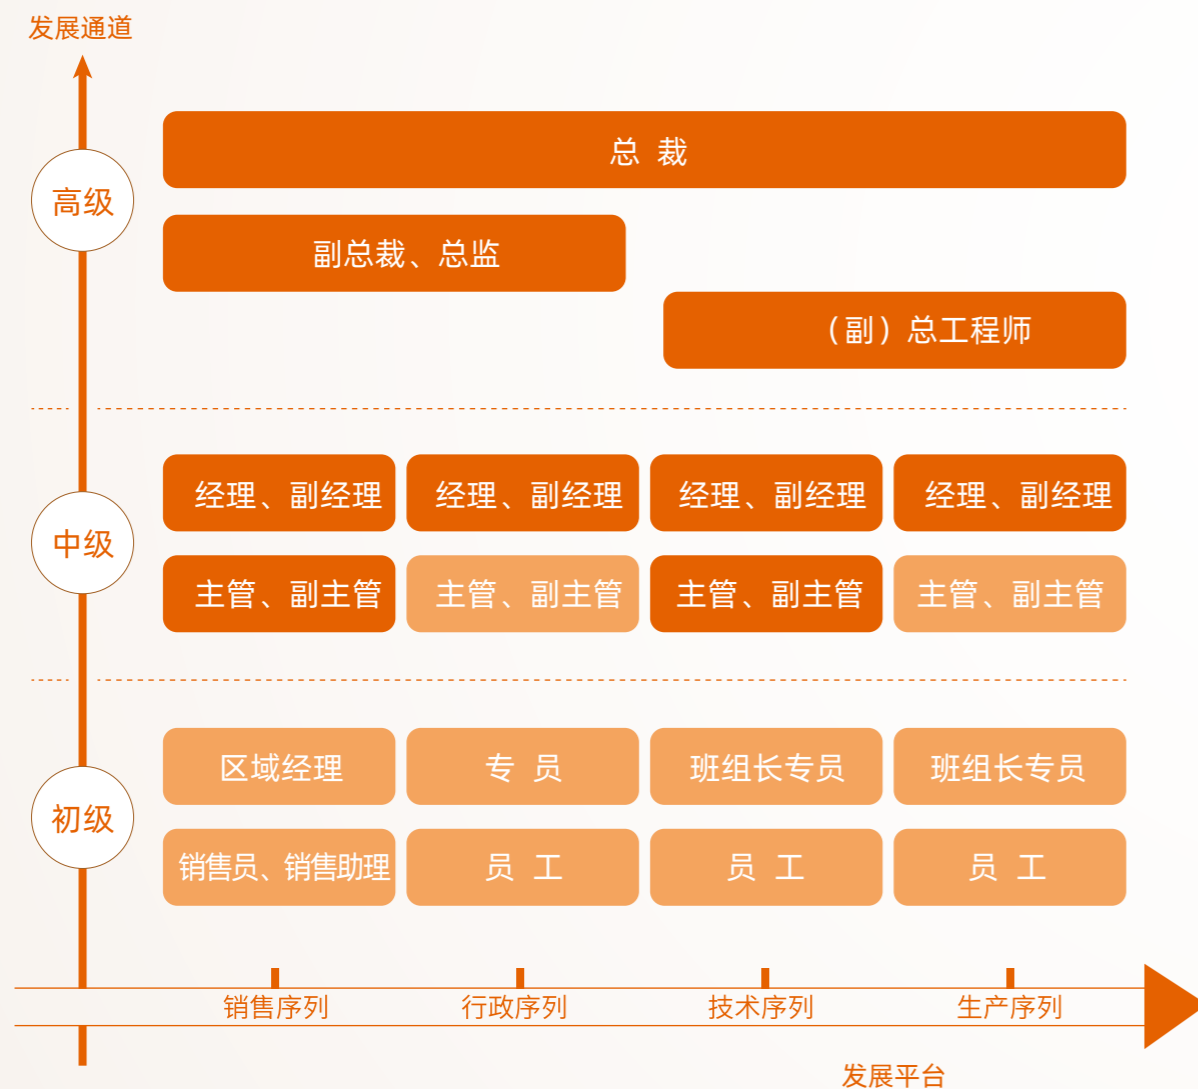 发展通道
总 裁
高级
副总裁、总监
（副）总工程师
经理、副经理 经理、副经理 经理、副经理 经理、副经理
中级
主管、副主管 主管、副主管 主管、副主管 主管、副主管
区域经理 专 员 班组长专员 班组长专员
初级
销售员、销售助理 员 工 员 工 员 工
销售序列 行政序列 技术序列 生产序列
发展平台